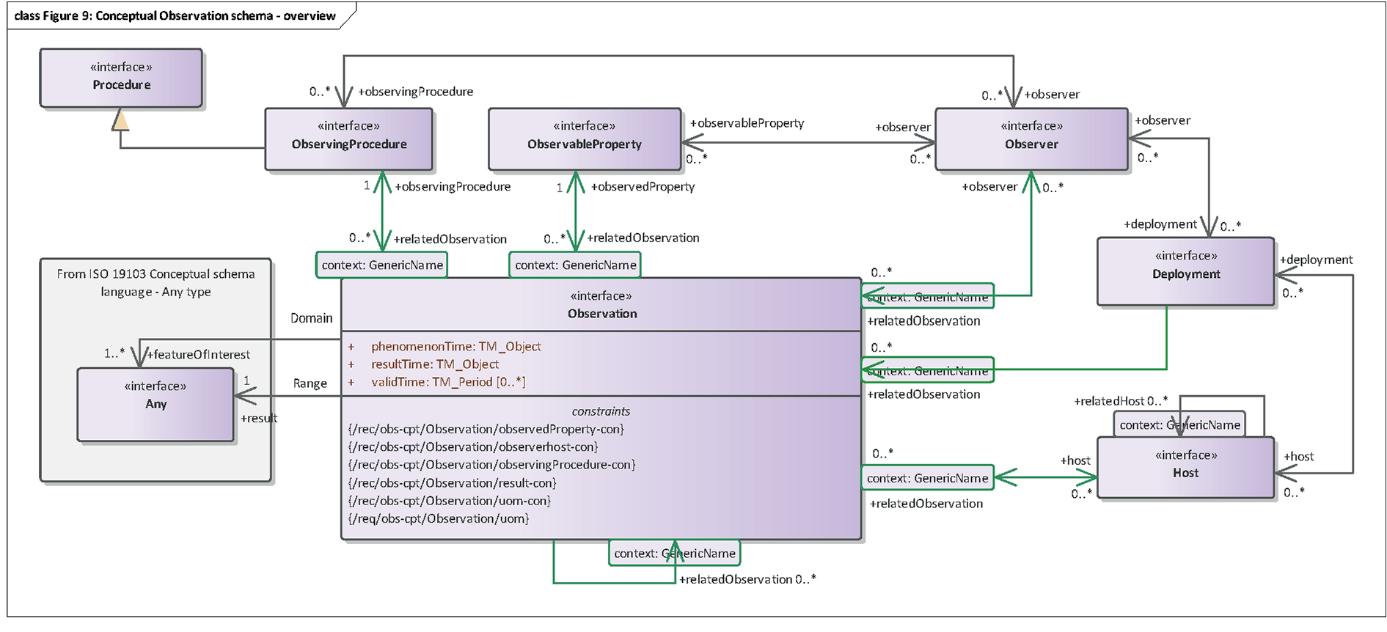 class Figure 9: Conceptual Observation schema - overview
«interface»
Procedure
0..*
+observingProcedure
0..*
+observer
«interface»
ObservingProcedure
«interface»
ObservableProperty
+observableProperty
0..*
+observer
0..*
«interface»
Observer
+observer
0..*
1
+observingProcedure
1
+observedProperty
+observer
0..*
0..*
+relatedObservation
0..*
+relatedObservation
+deployment
0..*
context: GenericName
context: GenericName
«interface»
Deployment
+deployment
0..*
From ISO 19103 Conceptual schema
language - Any type
«interface»
Observation
0..*
context: GenericName
+relatedObservation
Domain
1..*
+featureOfInterest
+ phenomenonTime: TM_Object
+ resultTime: TM_Object
+ validTime: TM_Period [0..*]
0..*
context: GenericName
+relatedObservation
«interface»
Any
1
Range
+result
constraints
{/rec/obs-cpt/Observation/observedProperty-con}
{/rec/obs-cpt/Observation/observerhost-con}
{/rec/obs-cpt/Observation/observingProcedure-con}
{/rec/obs-cpt/Observation/result-con}
{/rec/obs-cpt/Observation/uom-con}
{/req/obs-cpt/Observation/uom}
+relatedHost 0..*
context: GenericName
0..*
context: GenericName
+relatedObservation
+host
0..*
«interface»
Host
+host
0..*
context: GenericName
+relatedObservation 0..*